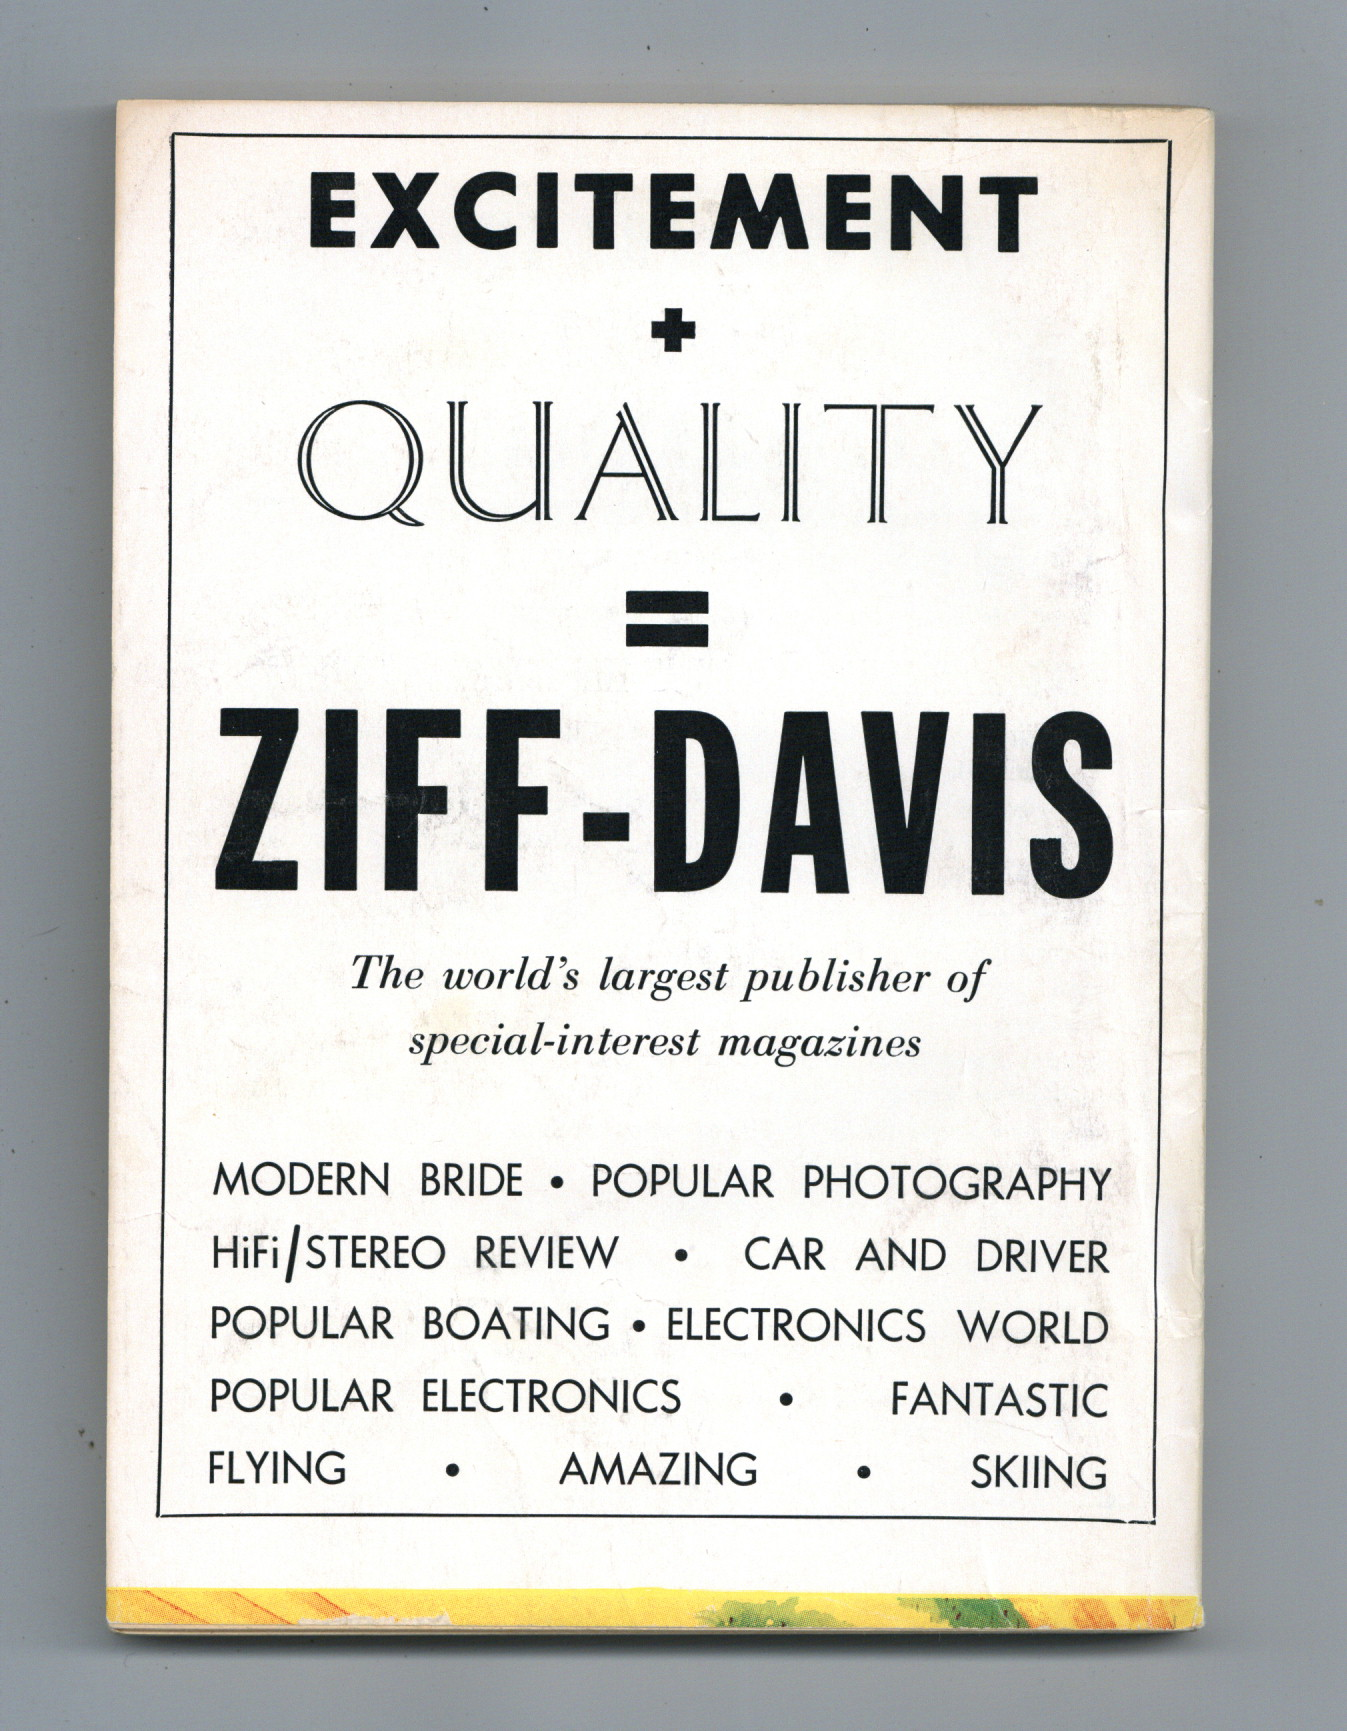 EXCITEMENT
+
QUALITY
=
ZIFF-DAVIS
The world's largest publisher of
special-interest magazines
MODERN BRIDE • POPULAR PHOTOGRAPHY
HiFi/STEREO REVIEW • CAR AND DRIVER
POPULAR BOATING • ELECTRONICS WORLD
POPULAR ELECTRONICS • FANTASTIC
FLYING • AMAZING • SKIING